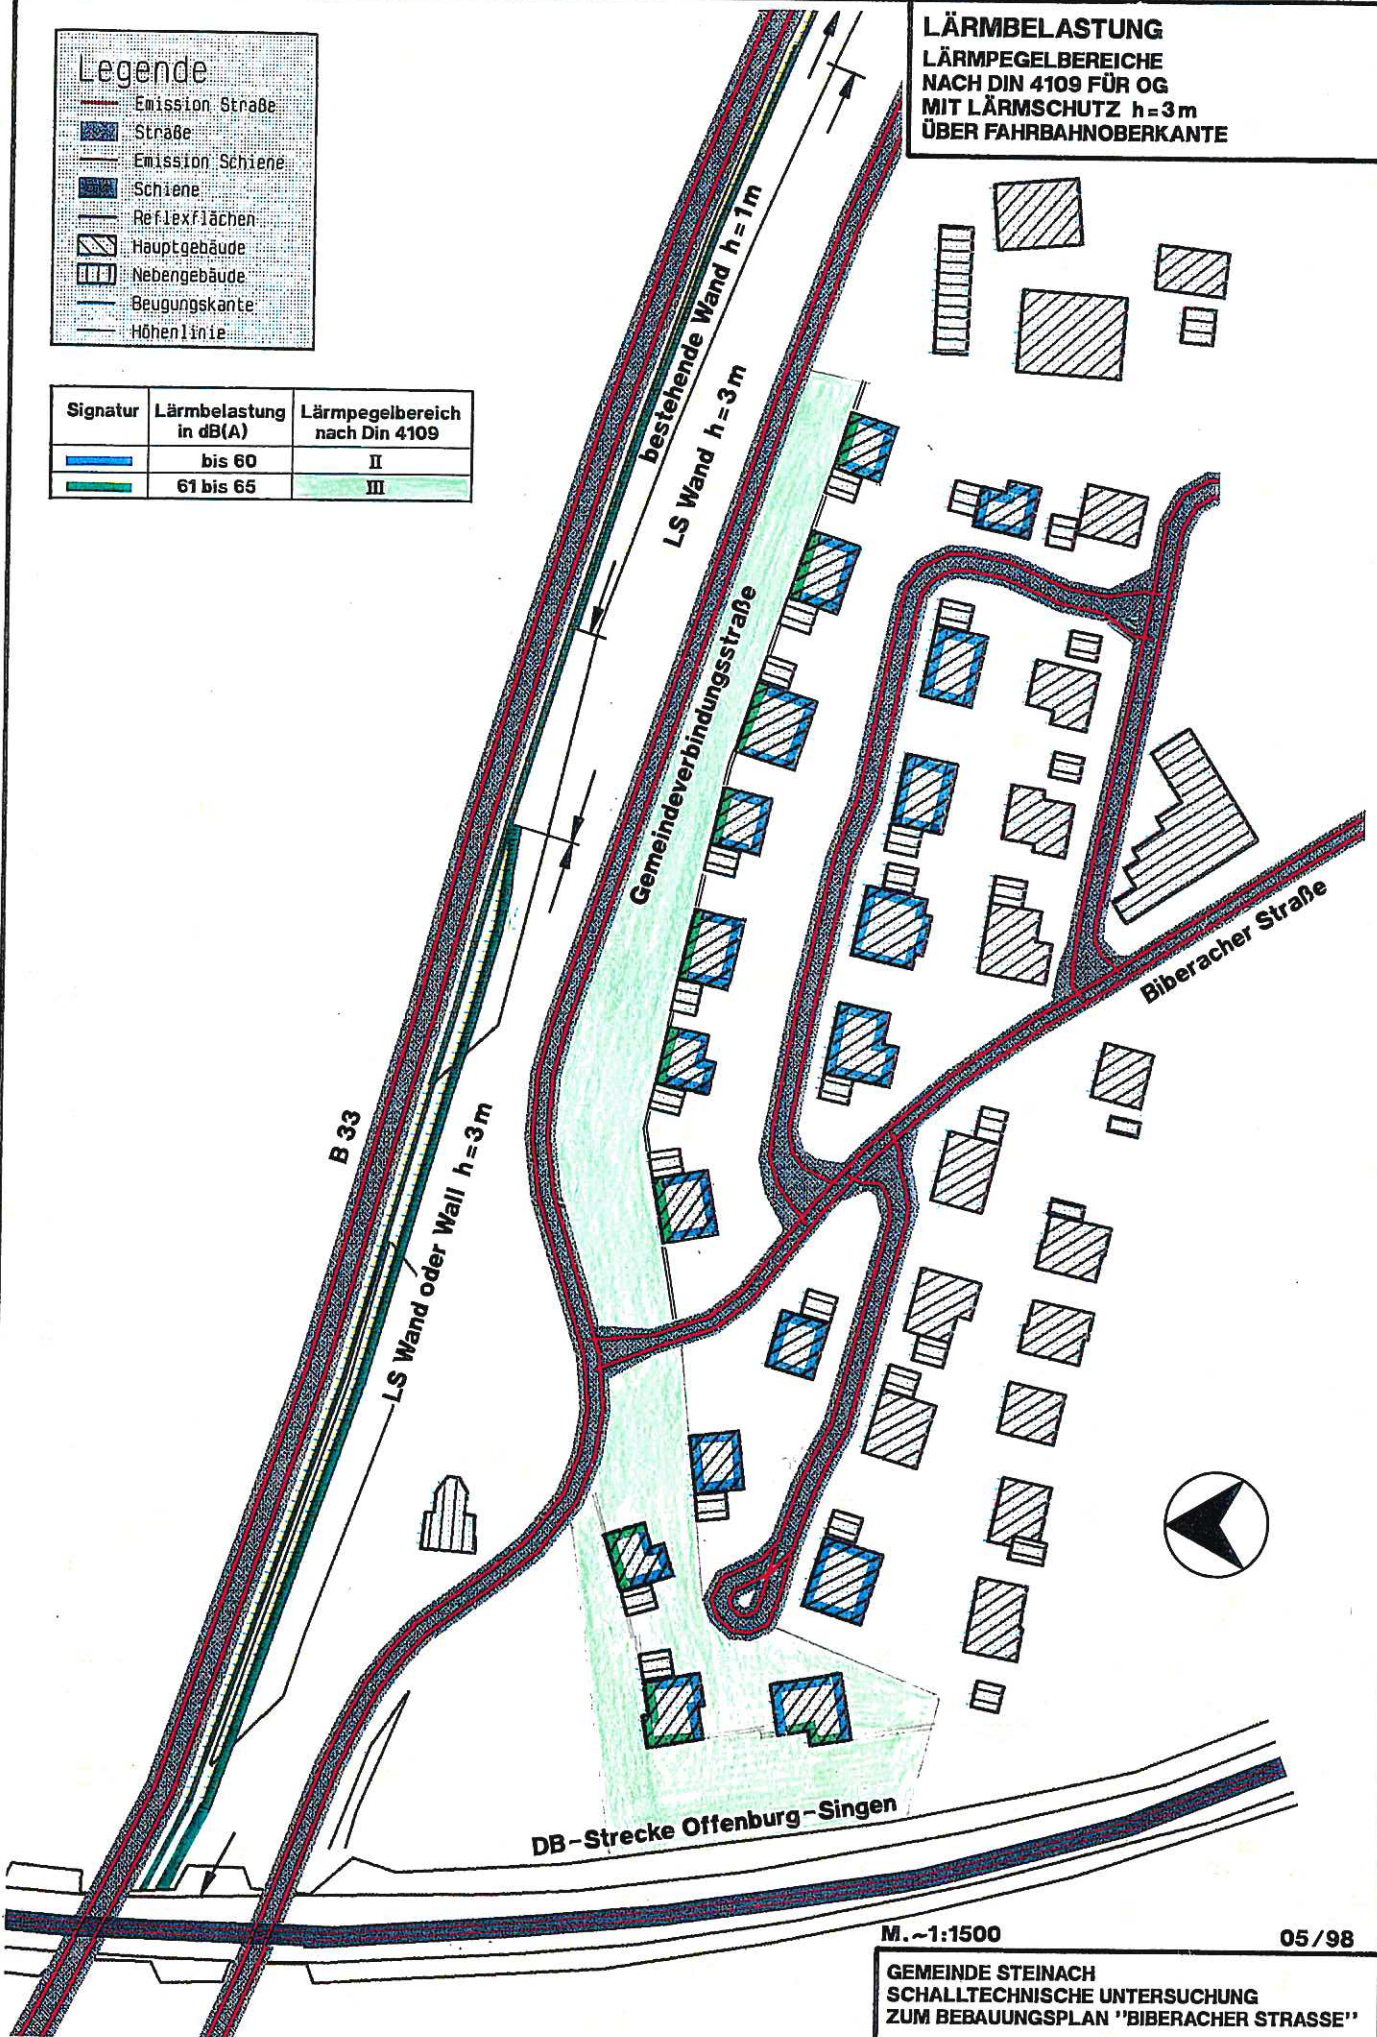 LÄRMBELASTUNG
LÄRMPEGELBEREICHE
NACH DIN 4109 FÜR OG
MIT LÄRMSCHUTZ h=3m
ÜBER FAHRBAHNOBERKANTE
Legende
Emission Straße
Straße
Emission Schiene
Schiene
Reflexflächen
Hauptgebäude
Nebengebäude
Beugungskante
Höhenlinie
Signatur Lärmbelastung in dB(A) Lärmpegelbereich nach Din 4109
bis 60 II
61 bis 65 III
bestehende Wand h=1m
LS Wand h=3m
Gemeindeverbindungsstraße
Biberacher Straße
B 33
LS Wand oder Wall h=3m
DB-Strecke Offenburg-Singen
M.~1:1500 05/98
GEMEINDE STEINACH
SCHALLTECHNISCHE UNTERSUCHUNG
ZUM BEBAUUNGSPLAN "BIBERACHER STRASSE"